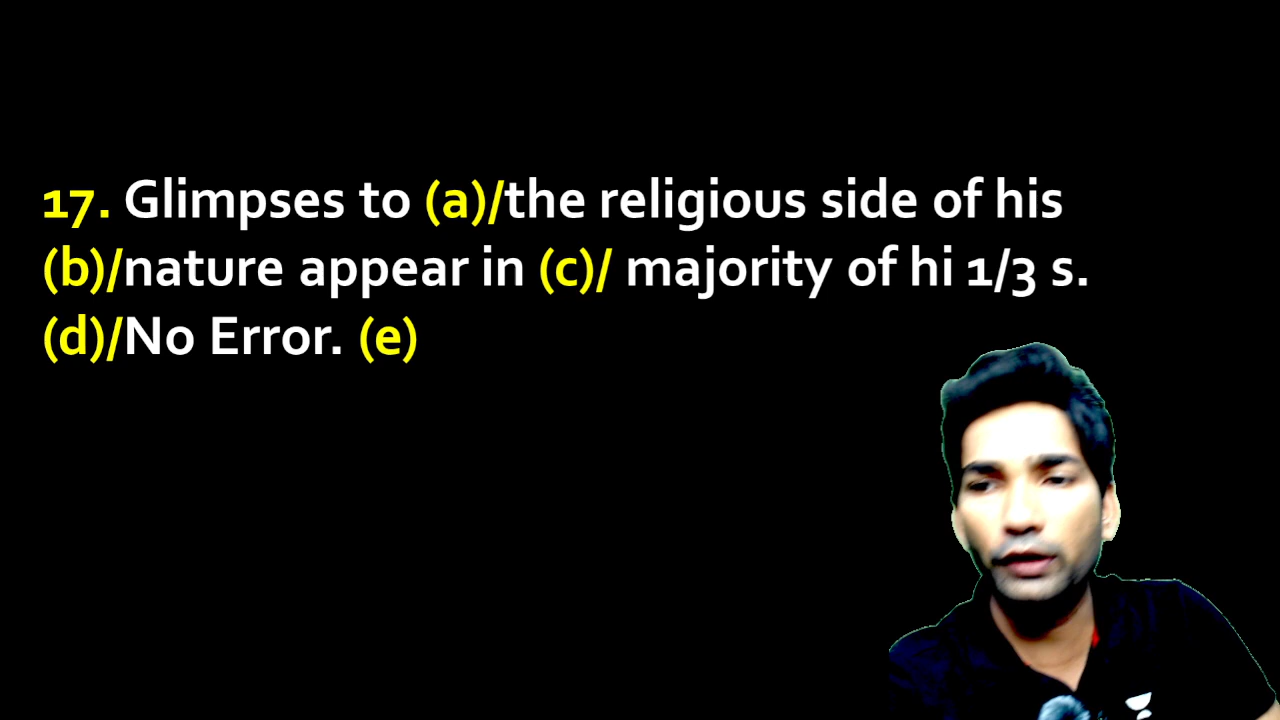 17. Glimpses to (a)/the religious side of his
(b)/nature appear in (c)/ majority of hi 1/3 s.
(d)/No Error. (e)